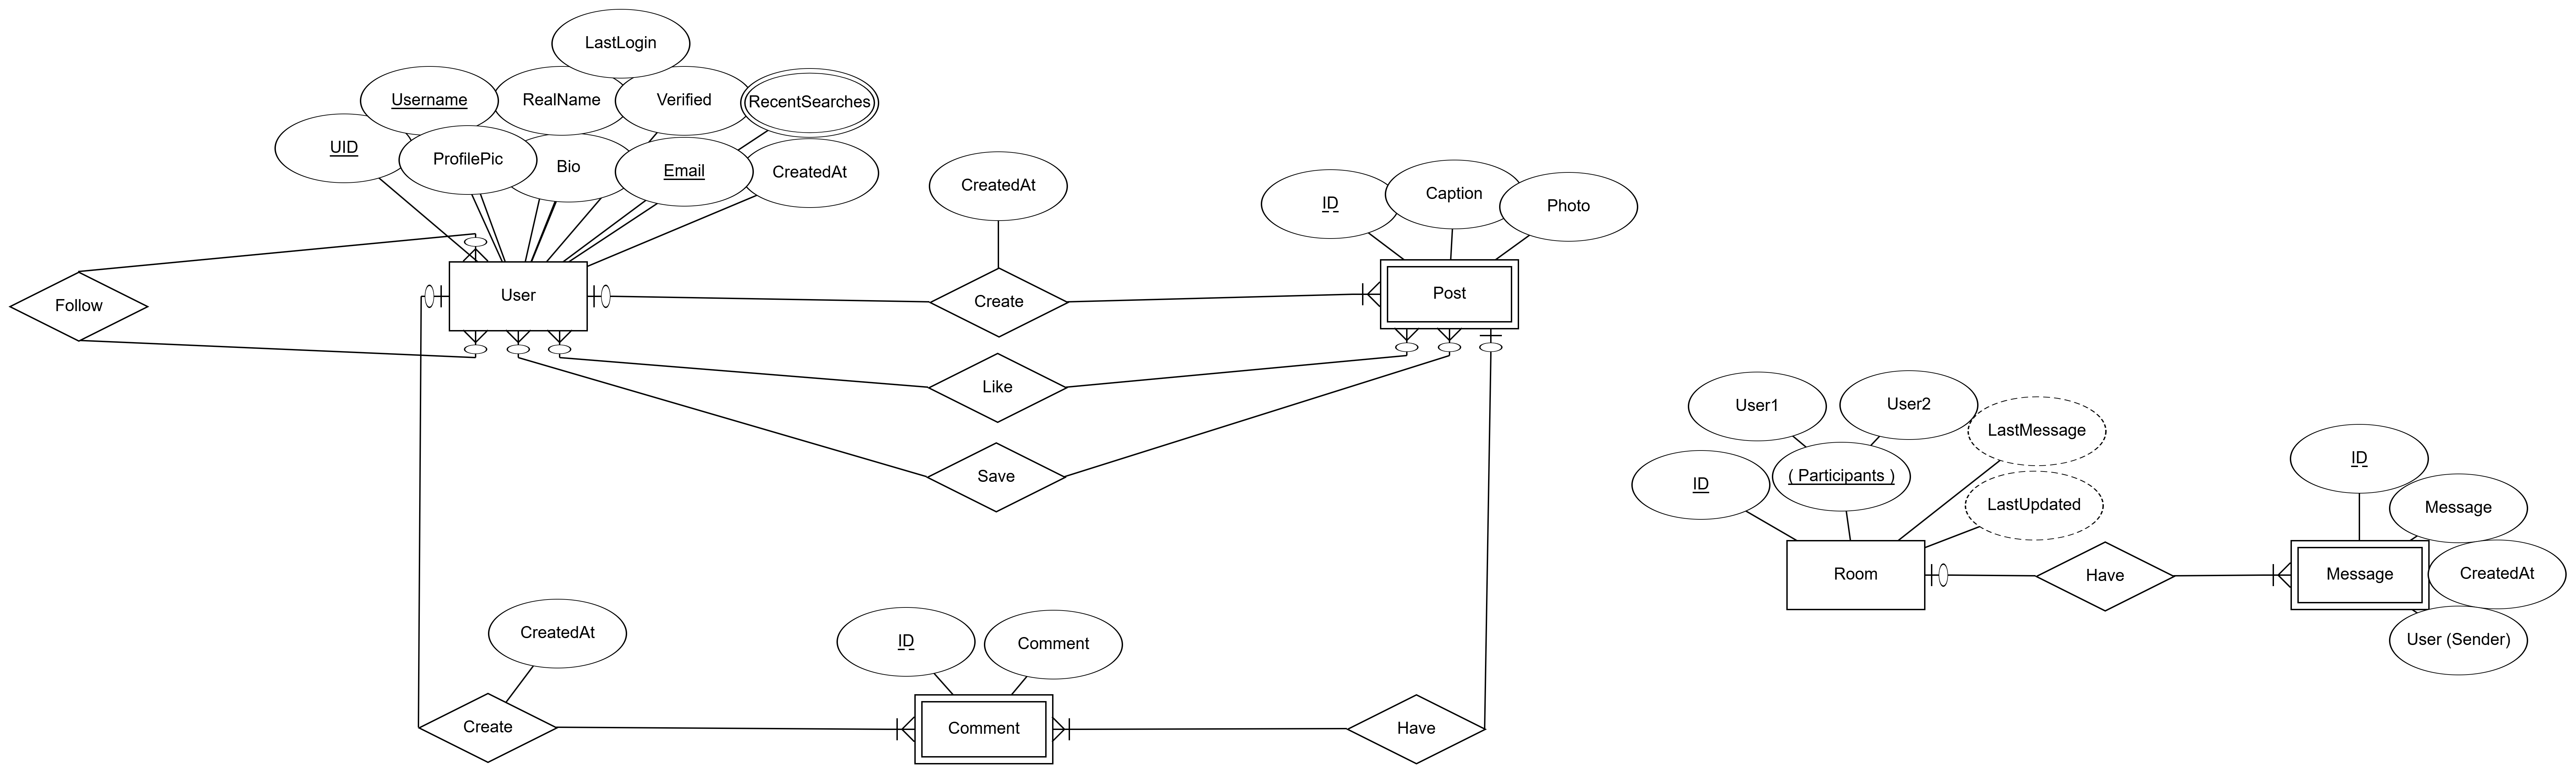 LastLogin
Username
RealName
Verified
RecentSearches
UID
ProfilePic
Bio
Email
CreatedAt
User
Follow
CreatedAt
Create
ID
Caption
Photo
Post
Like
Save
User1
User2
LastMessage
ID
( Participants )
LastUpdated
Room
Have
ID
Message
Message
CreatedAt
User (Sender)
CreatedAt
Create
ID
Comment
Comment
Have